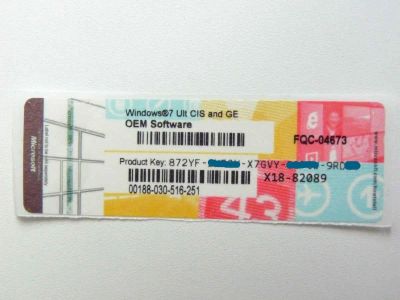 Windows®7 Ult CIS and GE
OEM Software
FQC-04673
Product Key: 872YF- -X7GVY- -9RD
X18-82089
00188-030-516-251
Microsoft